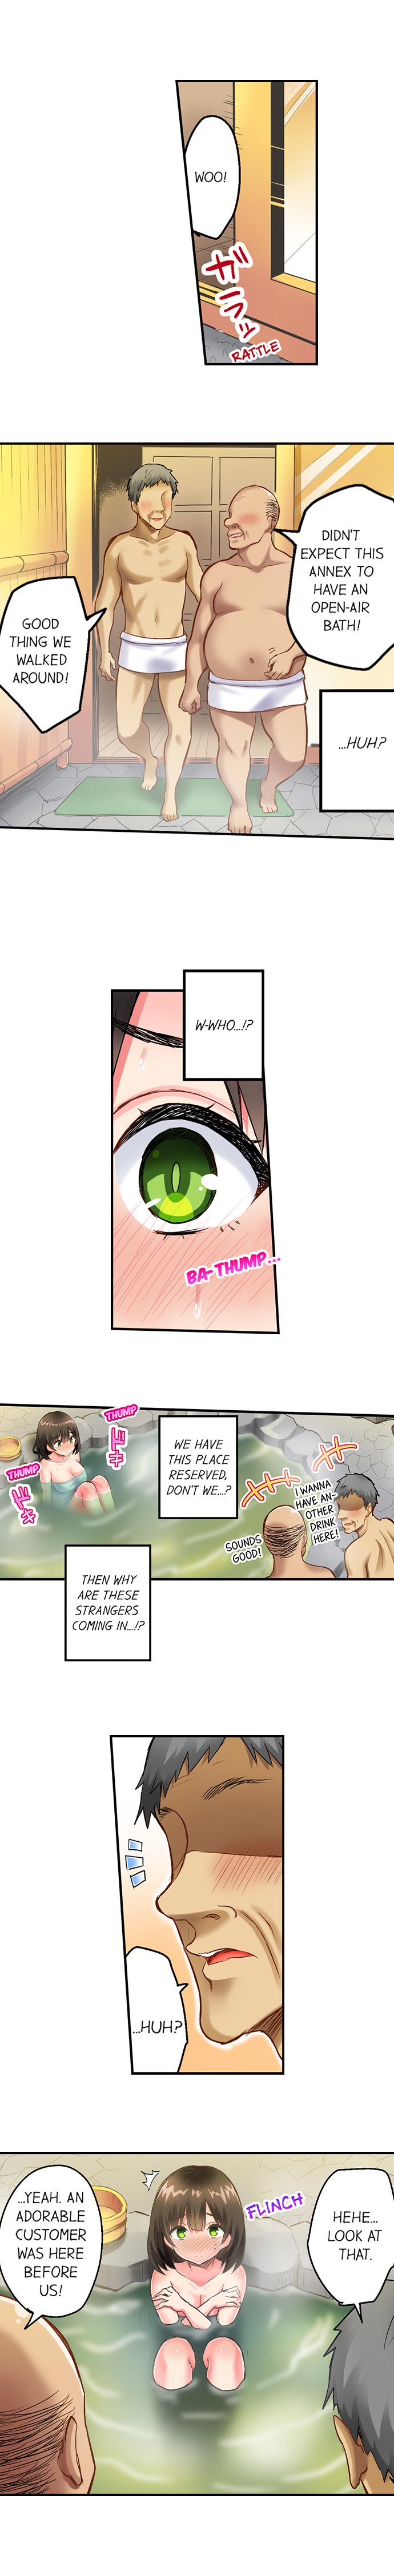 WOO!
ガラッ
RATTLE
DIDN'T
EXPECT THIS
ANNEX TO
HAVE AN
OPEN-AIR
BATH!
GOOD
THING WE
WALKED
AROUND!
...HUH?
W-WHO...!?
BA-THUMP...
THUMP
ドキ
THUMP
ドキ
WE HAVE
THIS PLACE
RESERVED,
DON'T WE...?
I WANNA
HAVE AN-
OTHER
DRINK
HERE!
SOUNDS
GOOD!
THEN WHY
ARE THESE
STRANGERS
COMING IN...!?
...HUH?
FLINCH
HEHE...
LOOK AT
THAT.
...YEAH. AN
ADORABLE
CUSTOMER
WAS HERE
BEFORE
US!